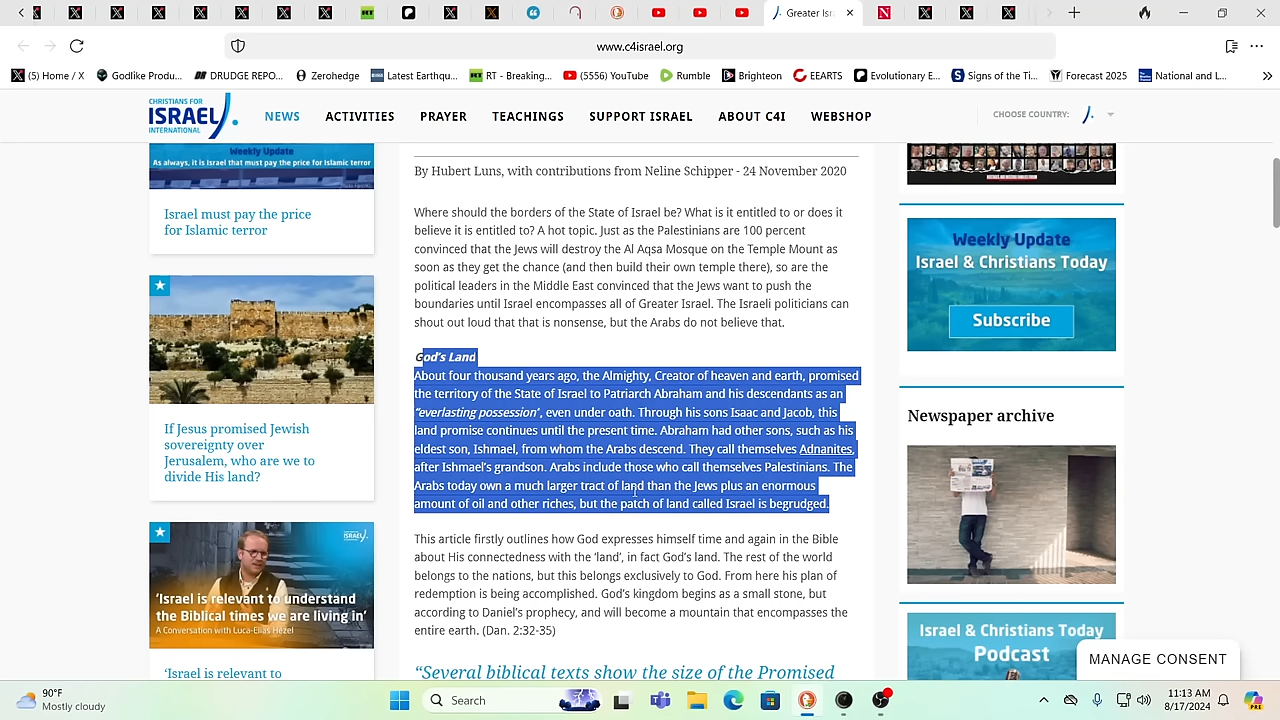 Greater Isr
www.c4israel.org
(5) Home / X
Godlike Produ...
DRUDGE REPO...
Zerohedge
Latest Earthqu...
RT - Breaking...
(5556) YouTube
Rumble
Brighteon
EEARTS
Evolutionary E...
Signs of the Ti...
Forecast 2025
National and L...
CHRISTIANS FOR
ISRAEL
INTERNATIONAL
NEWS
ACTIVITIES
PRAYER
TEACHINGS
SUPPORT ISRAEL
ABOUT C4I
WEBSHOP
CHOOSE COUNTRY:
Weekly Update
As always, it is Israel that must pay the price for Islamic terror
Israel must pay the price
for Islamic terror
If Jesus promised Jewish
sovereignty over
Jerusalem, who are we to
divide His land?
ISRAEL
'Israel is relevant to understand
the Biblical times we are living in'
A Conversation with Luca-Elias Hezel
'Israel is relevant to
By Hubert Luns, with contributions from Neline Schipper - 24 November 2020
Where should the borders of the State of Israel be? What is it entitled to or does it
believe it is entitled to? A hot topic. Just as the Palestinians are 100 percent
convinced that the Jews will destroy the Al Aqsa Mosque on the Temple Mount as
soon as they get the chance (and then build their own temple there), so are the
political leaders in the Middle East convinced that the Jews want to push the
boundaries until Israel encompasses all of Greater Israel. The Israeli politicians can
shout out loud that that is nonsense, but the Arabs do not believe that.
God's Land
About four thousand years ago, the Almighty, Creator of heaven and earth, promised
the territory of the State of Israel to Patriarch Abraham and his descendants as an
"everlasting possession", even under oath. Through his sons Isaac and Jacob, this
land promise continues until the present time. Abraham had other sons, such as his
eldest son, Ishmael, from whom the Arabs descend. They call themselves Adnanites,
after Ishmael's grandson. Arabs include those who call themselves Palestinians. The
Arabs today own a much larger tract of land than the Jews plus an enormous
amount of oil and other riches, but the patch of land called Israel is begrudged.
This article firstly outlines how God expresses himself time and again in the Bible
about His connectedness with the 'land', in fact God's land. The rest of the world
belongs to the nations, but this belongs exclusively to God. From here his plan of
redemption is being accomplished. God's kingdom begins as a small stone, but
according to Daniel's prophecy, and will become a mountain that encompasses the
entire earth. (Dan. 2:32-35)
"Several biblical texts show the size of the Promised
Weekly Update
Israel & Christians Today
Subscribe
Newspaper archive
Israel & Christians Today
Podcast
MANAGE CONSENT
90°F
Mostly cloudy
Search
11:13 AM
8/17/2024